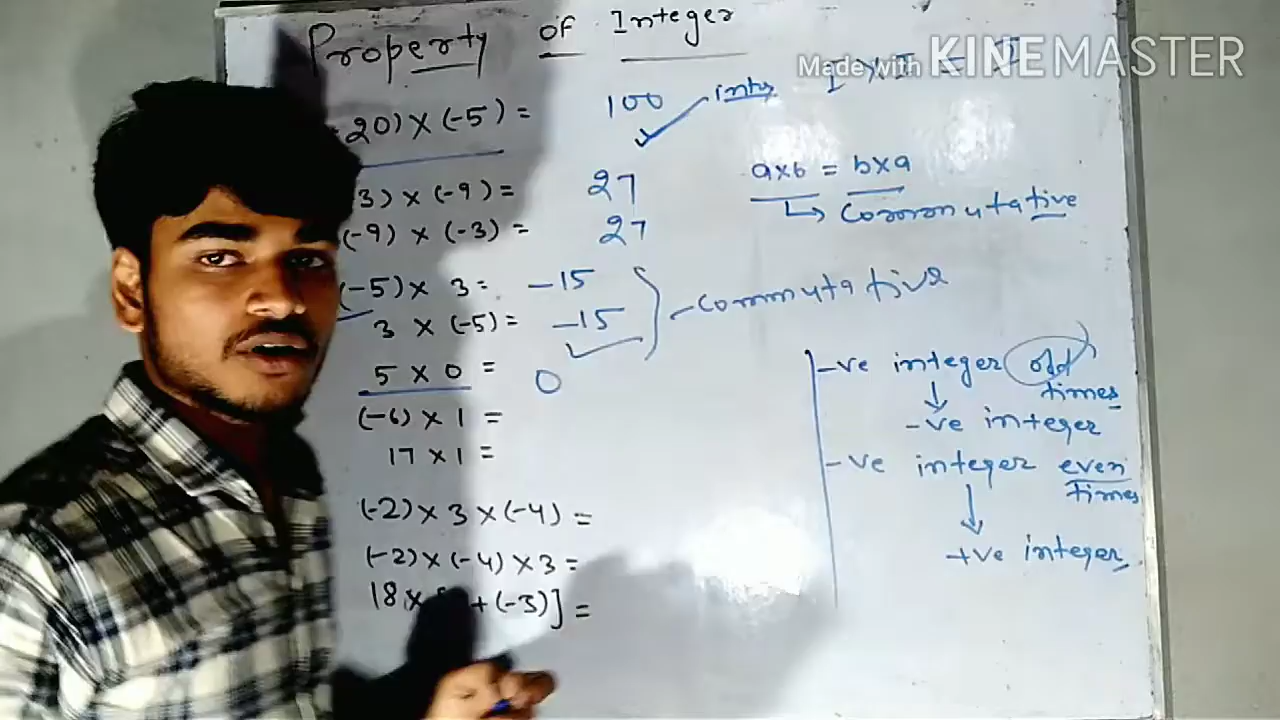 Property of Integer
Made with KINEMASTER
20) × (-5) = 100 intg
3) × (-9) = 27
(-9) × (-3) = 27
a×b = b×a
↳ Commutative
(-5) × 3 = -15
3 × (-5) = -15
commutative
5 × 0 = 0
(-6) × 1 =
17 × 1 =
(-2) × 3 × (-4) =
(-2) × (-4) × 3 =
18 × + (-3)] =
-ve integer odd
times
↓
-ve integer
-ve integer even
times
↓
+ve integer